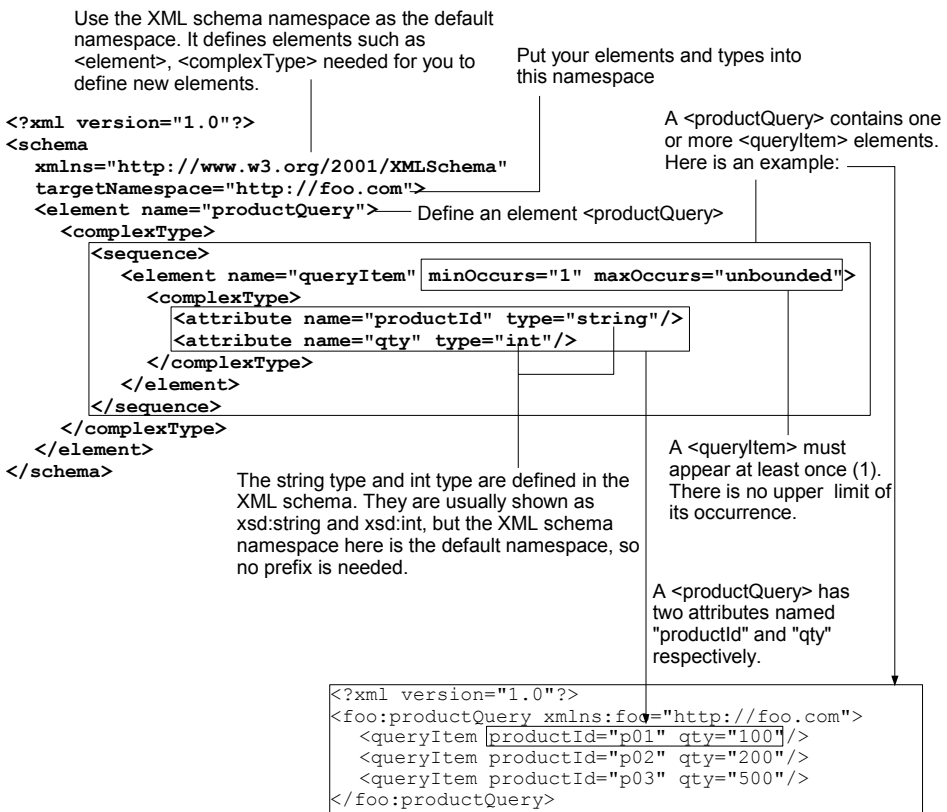 Use the XML schema namespace as the default
namespace. It defines elements such as
<element>, <complexType> needed for you to
define new elements.
Put your elements and types into
this namespace
A <productQuery> contains one
or more <queryItem> elements.
Here is an example:
<?xml version="1.0"?>
<schema
xmlns="http://www.w3.org/2001/XMLSchema"
targetNamespace="http://foo.com">
<element name="productQuery">
Define an element <productQuery>
<complexType>
<sequence>
<element name="queryItem" minOccurs="1" maxOccurs="unbounded">
<complexType>
<attribute name="productId" type="string"/>
<attribute name="qty" type="int"/>
</complexType>
</element>
</sequence>
</complexType>
</element>
</schema>
The string type and int type are defined in the
XML schema. They are usually shown as
xsd:string and xsd:int, but the XML schema
namespace here is the default namespace, so
no prefix is needed.
A <queryItem> must
appear at least once (1).
There is no upper limit of
its occurrence.
A <productQuery> has
two attributes named
"productId" and "qty"
respectively.
<?xml version="1.0"?>
<foo:productQuery xmlns:foo="http://foo.com">
<queryItem productId="p01" qty="100"/>
<queryItem productId="p02" qty="200"/>
<queryItem productId="p03" qty="500"/>
</foo:productQuery>